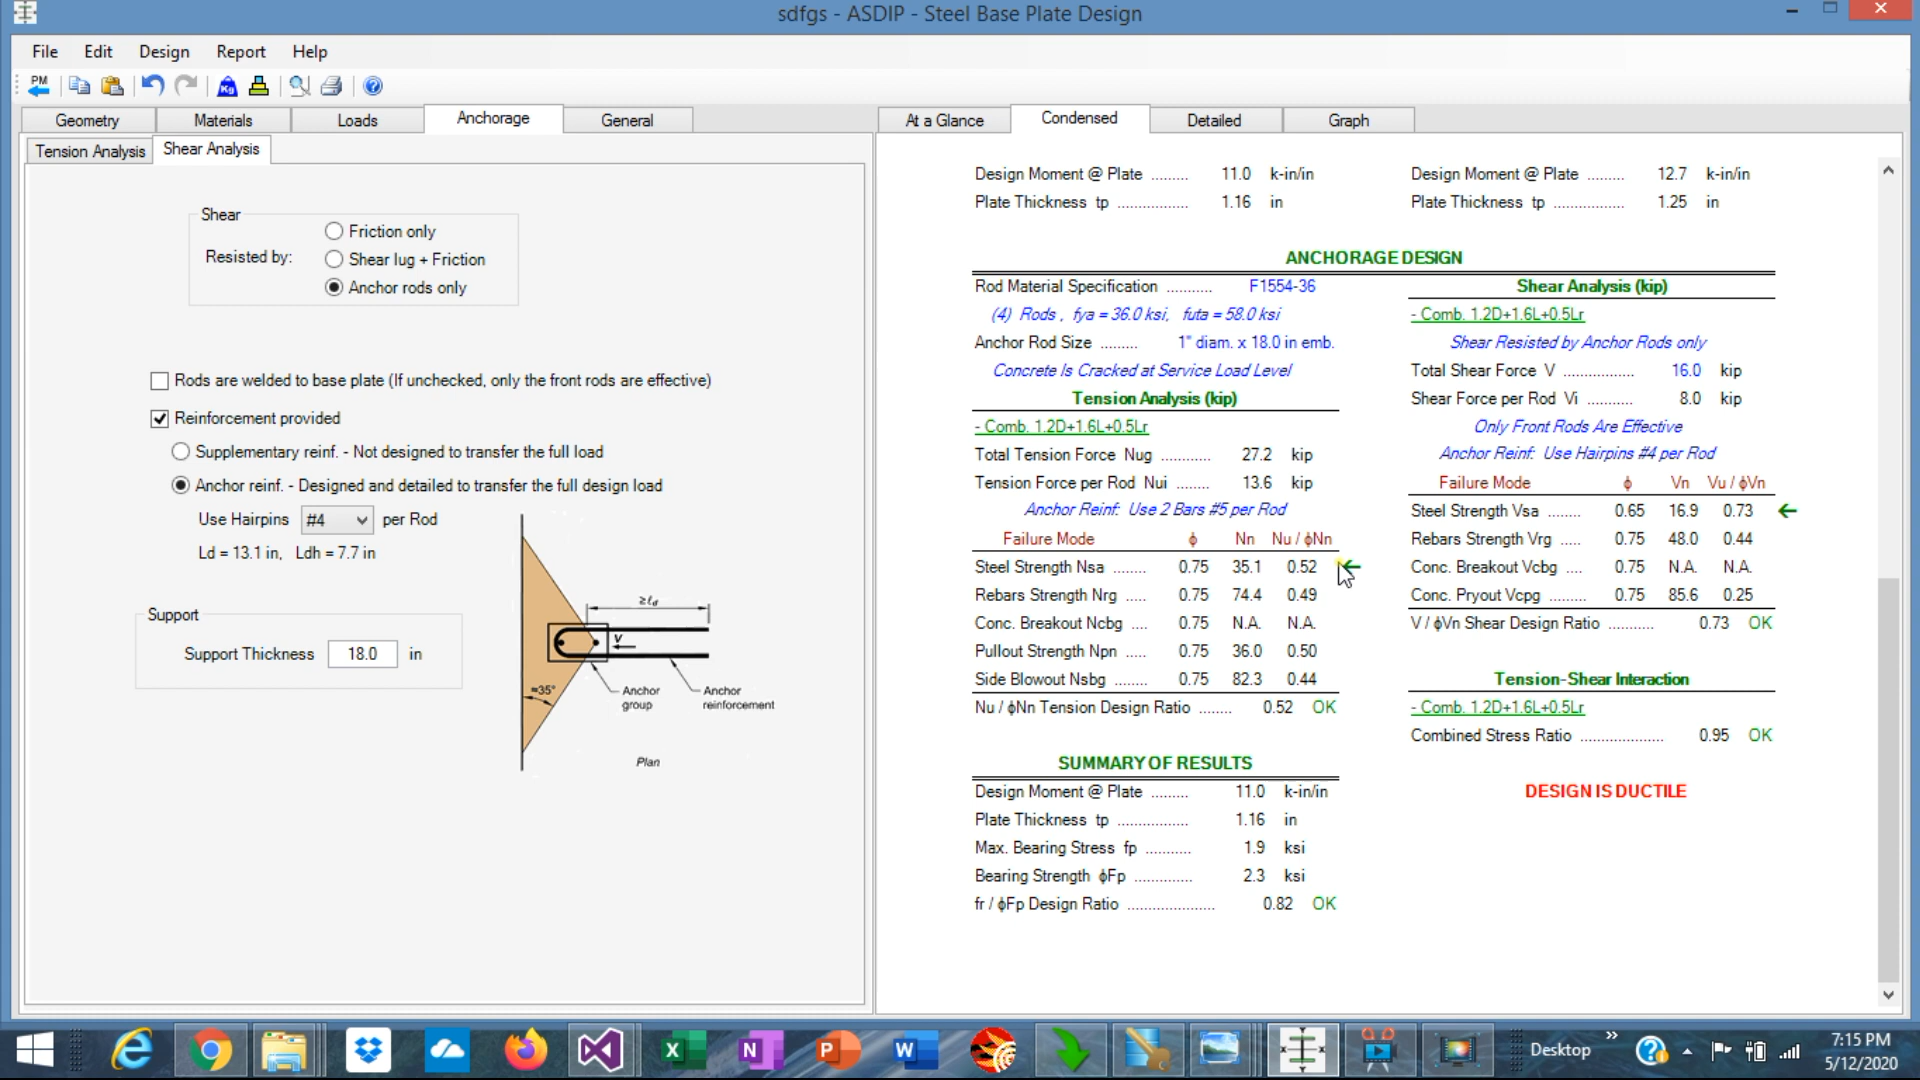 sdfgs - ASDIP - Steel Base Plate Design
File Edit Design Report Help
PM Kg
Geometry Materials Loads Anchorage General
Tension Analysis Shear Analysis
Shear
Resisted by:
Friction only
Shear lug + Friction
Anchor rods only
Rods are welded to base plate (If unchecked, only the front rods are effective)
Reinforcement provided
Supplementary reinf. - Not designed to transfer the full load
Anchor reinf. - Designed and detailed to transfer the full design load
Use Hairpins #4 per Rod
Ld = 13.1 in, Ldh = 7.7 in
Support
Support Thickness 18.0 in
≥ℓd
V
≈35°
Anchor group
Anchor reinforcement
Plan
At a Glance Condensed Detailed Graph
Design Moment @ Plate ......... 11.0 k-in/in
Plate Thickness tp ................. 1.16 in
Design Moment @ Plate ......... 12.7 k-in/in
Plate Thickness tp ................. 1.25 in
ANCHORAGE DESIGN
Rod Material Specification ........... F1554-36
(4) Rods , fya = 36.0 ksi, futa = 58.0 ksi
Anchor Rod Size ......... 1" diam. x 18.0 in emb.
Concrete Is Cracked at Service Load Level
Tension Analysis (kip)
- Comb. 1.2D+1.6L+0.5Lr
Total Tension Force Nug ............ 27.2 kip
Tension Force per Rod Nui ........ 13.6 kip
Anchor Reinf: Use 2 Bars #5 per Rod
Failure Mode ϕ Nn Nu / ϕNn
Steel Strength Nsa ........ 0.75 35.1 0.52
Rebars Strength Nrg ..... 0.75 74.4 0.49
Conc. Breakout Ncbg .... 0.75 N.A. N.A.
Pullout Strength Npn ..... 0.75 36.0 0.50
Side Blowout Nsbg ........ 0.75 82.3 0.44
Nu / ϕNn Tension Design Ratio ........ 0.52 OK
SUMMARY OF RESULTS
Design Moment @ Plate ......... 11.0 k-in/in
Plate Thickness tp ................. 1.16 in
Max. Bearing Stress fp ........... 1.9 ksi
Bearing Strength ϕFp .............. 2.3 ksi
fr / ϕFp Design Ratio ..................... 0.82 OK
Shear Analysis (kip)
- Comb. 1.2D+1.6L+0.5Lr
Shear Resisted by Anchor Rods only
Total Shear Force V ................. 16.0 kip
Shear Force per Rod Vi ........... 8.0 kip
Only Front Rods Are Effective
Anchor Reinf: Use Hairpins #4 per Rod
Failure Mode ϕ Vn Vu / ϕVn
Steel Strength Vsa ........ 0.65 16.9 0.73
Rebars Strength Vrg ..... 0.75 48.0 0.44
Conc. Breakout Vcbg .... 0.75 N.A. N.A.
Conc. Pryout Vcpg ......... 0.75 85.6 0.25
V / ϕVn Shear Design Ratio ........... 0.73 OK
Tension-Shear Interaction
- Comb. 1.2D+1.6L+0.5Lr
Combined Stress Ratio .................... 0.95 OK
DESIGN IS DUCTILE
Desktop
7:15 PM
5/12/2020